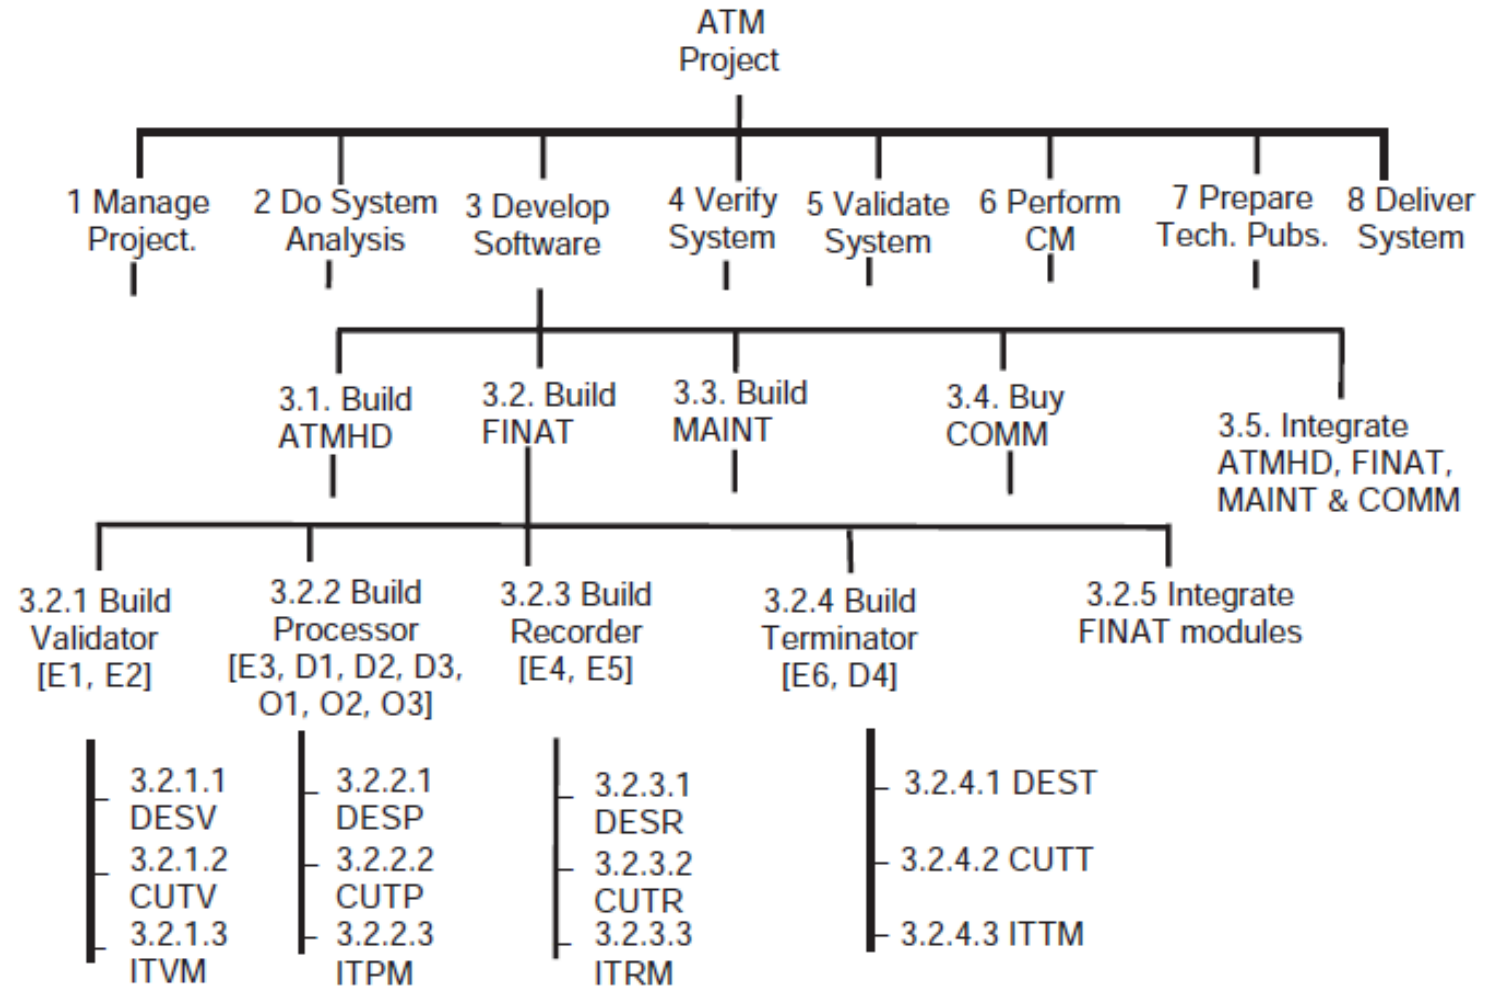 ATM
Project
1 Manage
Project.
2 Do System
Analysis
3 Develop
Software
4 Verify
System
5 Validate
System
6 Perform
CM
7 Prepare
Tech. Pubs.
8 Deliver
System
3.1. Build
ATMHD
3.2. Build
FINAT
3.3. Build
MAINT
3.4. Buy
COMM
3.5. Integrate
ATMHD, FINAT,
MAINT & COMM
3.2.1 Build
Validator
[E1, E2]
3.2.2 Build
Processor
[E3, D1, D2, D3,
O1, O2, O3]
3.2.3 Build
Recorder
[E4, E5]
3.2.4 Build
Terminator
[E6, D4]
3.2.5 Integrate
FINAT modules
3.2.1.1
DESV
3.2.1.2
CUTV
3.2.1.3
ITVM
3.2.2.1
DESP
3.2.2.2
CUTP
3.2.2.3
ITPM
3.2.3.1
DESR
3.2.3.2
CUTR
3.2.3.3
ITRM
3.2.4.1 DEST
3.2.4.2 CUTT
3.2.4.3 ITTM